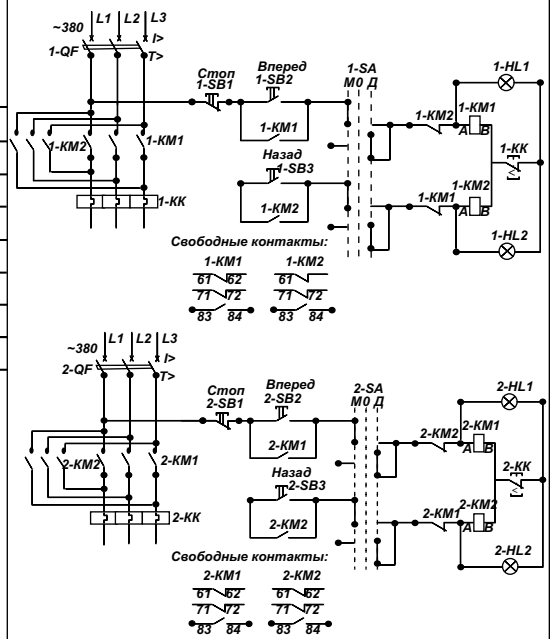 L1 L2 L3
~380 I>
1-QF T>
Стоп Вперед 1-SA
1-SB1 1-SB2 М0 Д
1-HL1
1-KM2 1-KM1
A B
1-KM1
1-KM2 1-KM1
Назад
1-SB3
1-KK
1-KM2
1-KM1 1-KM2
A B
1-KK
1-HL2
Свободные контакты:
1-KM1 1-KM2
61 62 61
71 72 71 72
83 84 83 84
L1 L2 L3
~380 I>
2-QF T>
Стоп Вперед 2-SA
2-SB1 2-SB2 М0 Д
2-HL1
2-KM2 2-KM1
A B
2-KM1
2-KM2 2-KM1
Назад
2-SB3
2-KK
2-KM2
2-KM1 2-KM2
A B
2-KK
2-HL2
Свободные контакты:
2-KM1 2-KM2
61 62 61 62
71 72 71 72
83 84 83 84